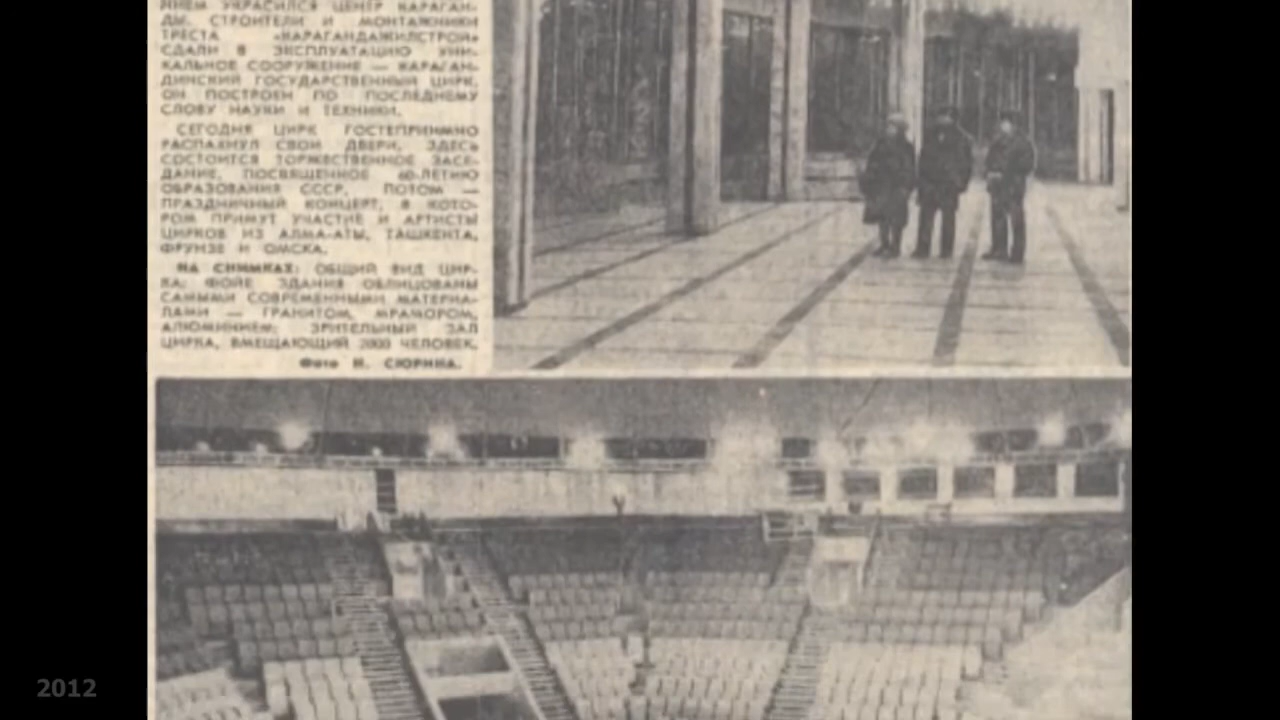 НИЕМ УКРАСИЛСЯ ЦЕНТР КАРАГАН-
ДЫ. СТРОИТЕЛИ И МОНТАЖНИКИ
ТРЕСТА «КАРАГАНДАЖИЛСТРОЙ»
СДАЛИ В ЭКСПЛУАТАЦИЮ УНИ-
КАЛЬНОЕ СООРУЖЕНИЕ — КАРАГАН-
ДИНСКИЙ ГОСУДАРСТВЕННЫЙ ЦИРК.
ОН ПОСТРОЕН ПО ПОСЛЕДНЕМУ
СЛОВУ НАУКИ И ТЕХНИКИ.
СЕГОДНЯ ЦИРК ГОСТЕПРИИМНО
РАСПАХНУЛ СВОИ ДВЕРИ. ЗДЕСЬ
СОСТОИТСЯ ТОРЖЕСТВЕННОЕ ЗАСЕ-
ДАНИЕ, ПОСВЯЩЕННОЕ 60-ЛЕТИЮ
ОБРАЗОВАНИЯ СССР, ПОТОМ —
ПРАЗДНИЧНЫЙ КОНЦЕРТ, В КОТО-
РОМ ПРИМУТ УЧАСТИЕ И АРТИСТЫ
ЦИРКОВ ИЗ АЛМА-АТЫ, ТАШКЕНТА,
ФРУНЗЕ И ОМСКА.
НА СНИМКАХ: ОБЩИЙ ВИД ЦИР-
КА; ФОЙЕ ЗДАНИЯ ОБЛИЦОВАНЫ
САМЫМИ СОВРЕМЕННЫМИ МАТЕРИА-
ЛАМИ — ГРАНИТОМ, МРАМОРОМ,
АЛЮМИНИЕМ; ЗРИТЕЛЬНЫЙ ЗАЛ
ЦИРКА, ВМЕЩАЮЩИЙ 2000 ЧЕЛОВЕК.
Фото Н. СЮРИНА.
2012